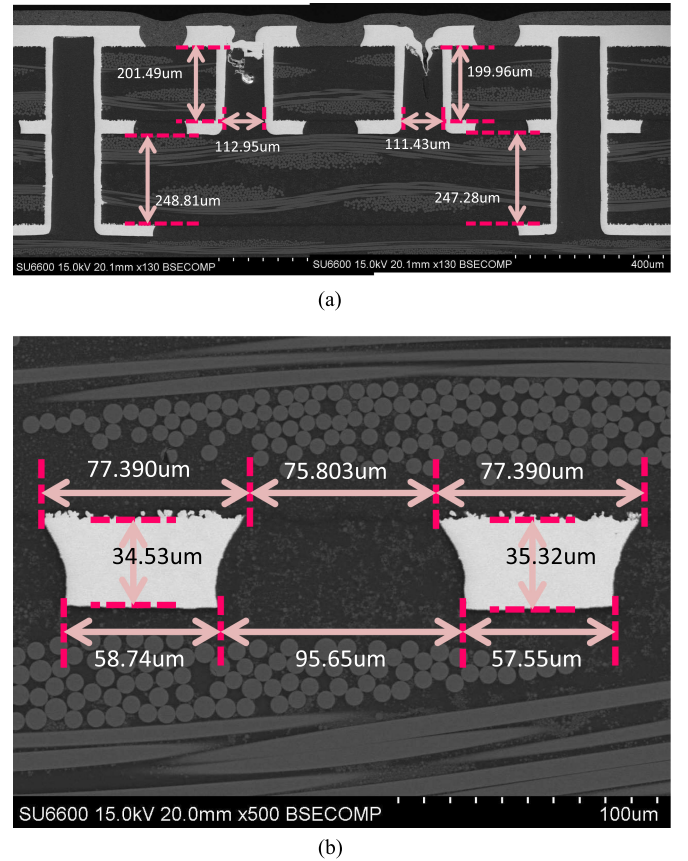 201.49um
199.96um
112.95um
111.43um
248.81um
247.28um
SU6600 15.0kV 20.1mm x130 BSECOMP
SU6600 15.0kV 20.1mm x130 BSECOMP
400um
(a)
77.390um
75.803um
77.390um
34.53um
35.32um
58.74um
95.65um
57.55um
SU6600 15.0kV 20.0mm x500 BSECOMP
100um
(b)